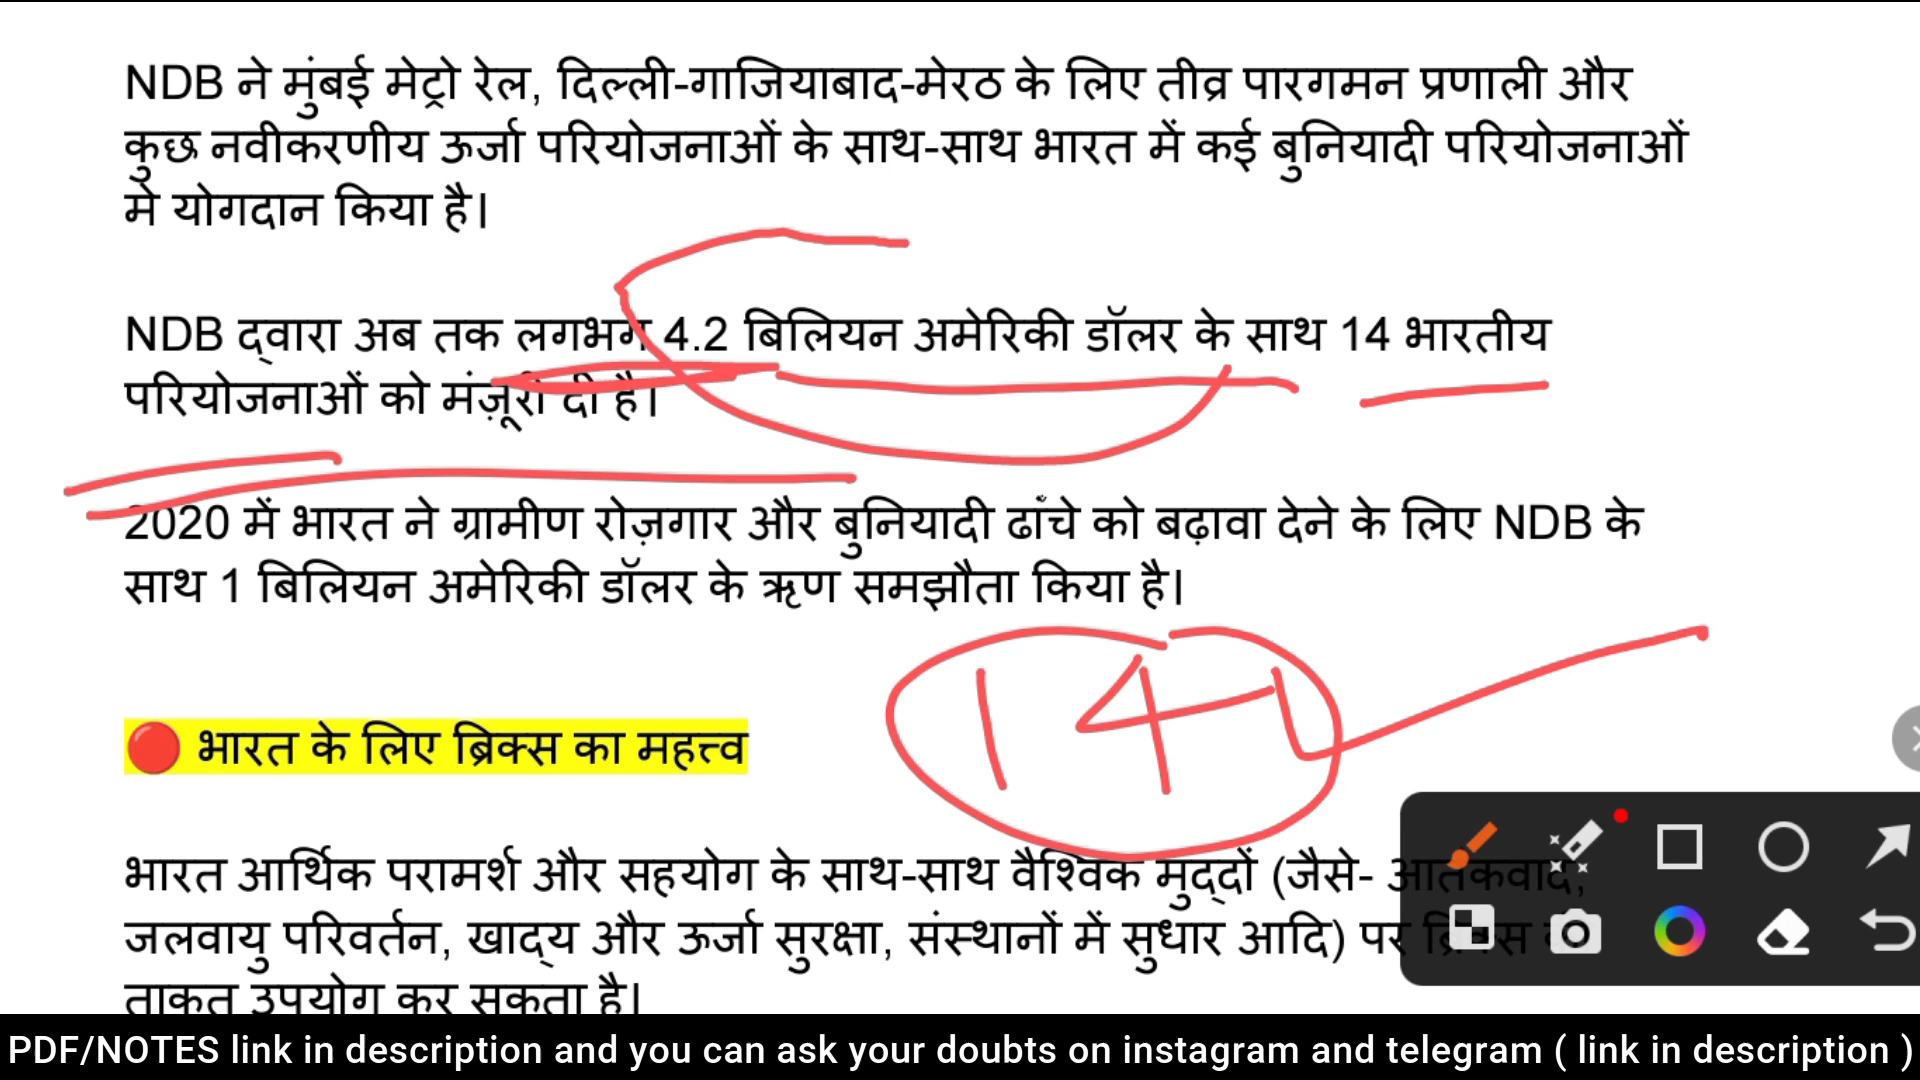 NDB ने मुंबई मेट्रो रेल, दिल्ली-गाजियाबाद-मेरठ के लिए तीव्र पारगमन प्रणाली और
कुछ नवीकरणीय ऊर्जा परियोजनाओं के साथ-साथ भारत में कई बुनियादी परियोजनाओं
मे योगदान किया है।
NDB द्वारा अब तक लगभग 4.2 बिलियन अमेरिकी डॉलर के साथ 14 भारतीय
परियोजनाओं को मंज़ूरी दी है।
2020 में भारत ने ग्रामीण रोज़गार और बुनियादी ढाँचे को बढ़ावा देने के लिए NDB के
साथ 1 बिलियन अमेरिकी डॉलर के ऋण समझौता किया है।
14
🔴 भारत के लिए ब्रिक्स का महत्त्व
भारत आर्थिक परामर्श और सहयोग के साथ-साथ वैश्विक मुद्दों (जैसे- आतंकवाद,
जलवायु परिवर्तन, खाद्य और ऊर्जा सुरक्षा, संस्थानों में सुधार आदि) पर ब्रिक्स
ताकत उपयोग कर सकता है।
PDF/NOTES link in description and you can ask your doubts on instagram and telegram ( link in description )